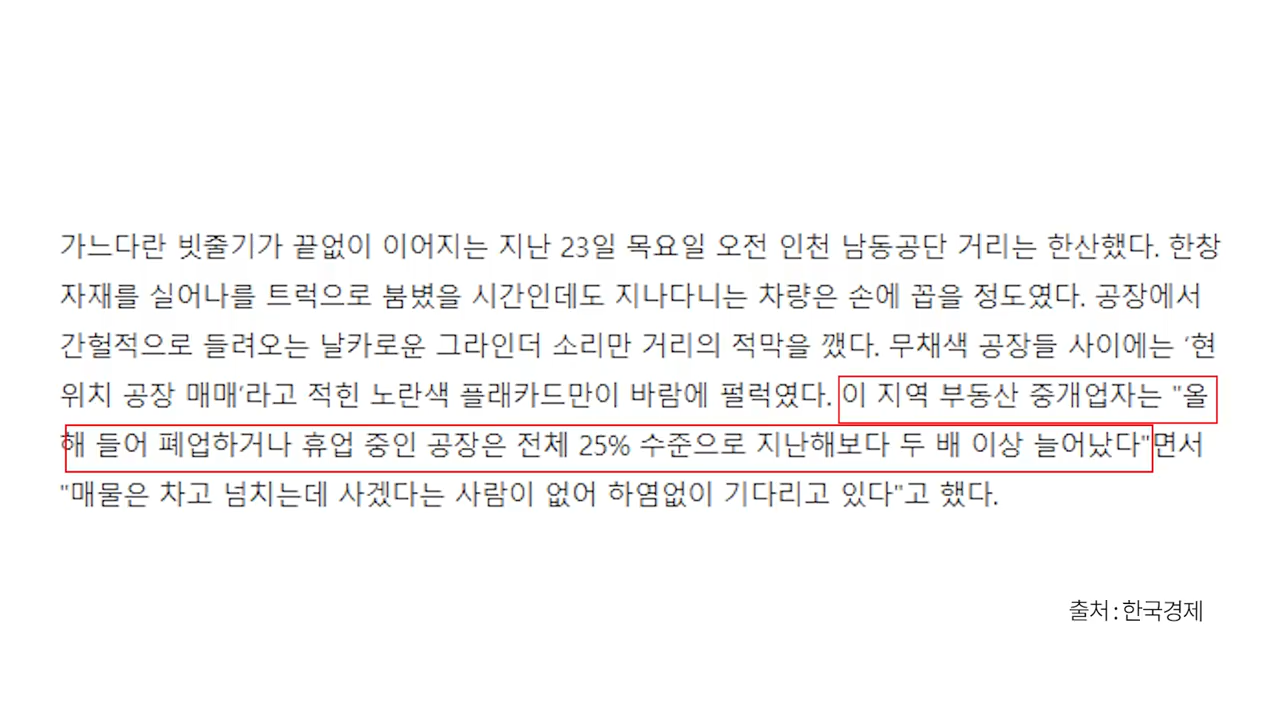 가느다란 빗줄기가 끝없이 이어지는 지난 23일 목요일 오전 인천 남동공단 거리는 한산했다. 한창
자재를 실어나를 트럭으로 붐볐을 시간인데도 지나다니는 차량은 손에 꼽을 정도였다. 공장에서
간헐적으로 들려오는 날카로운 그라인더 소리만 거리의 적막을 깼다. 무채색 공장들 사이에는 '현
위치 공장 매매'라고 적힌 노란색 플래카드만이 바람에 펄럭였다. 이 지역 부동산 중개업자는 "올
해 들어 폐업하거나 휴업 중인 공장은 전체 25% 수준으로 지난해보다 두 배 이상 늘어났다"면서
"매물은 차고 넘치는데 사겠다는 사람이 없어 하염없이 기다리고 있다"고 했다.
출처 : 한국경제